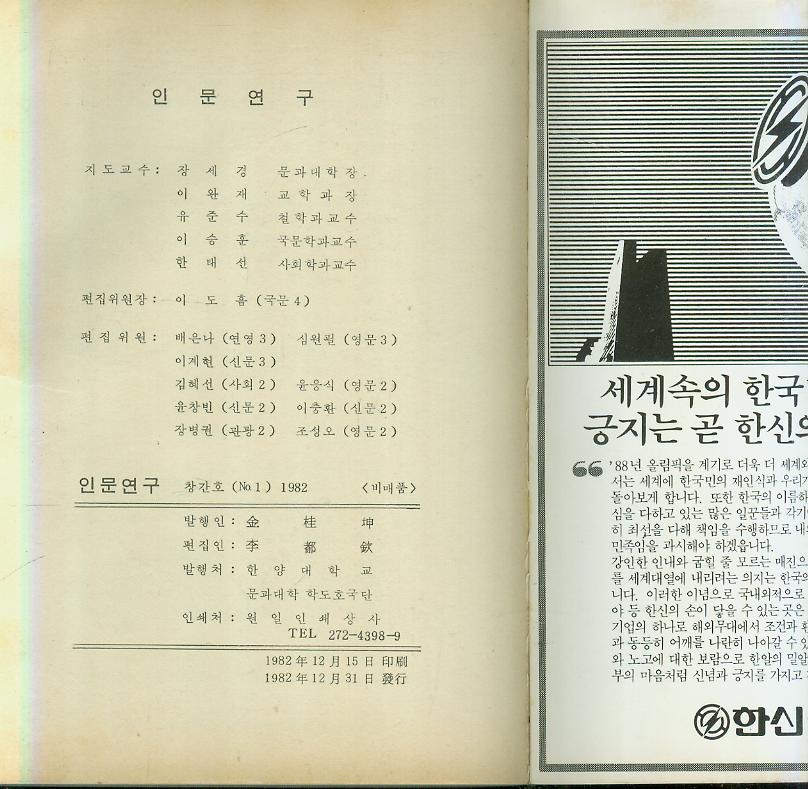 인 문 연 구
지도교수: 장 세 경 문과대학장.
이 완 재 교학과장
유 준 수 철학과교수
이 승 훈 국문학과교수
한 태 선 사회학과교수
편집위원장: 이 도 흠 (국문4)
편집위원: 배은나 (연영3) 심원필 (영문3)
이계현 (신문3)
김혜선 (사회2) 윤응식 (영문2)
윤창빈 (신문2) 이충환 (신문2)
장병권 (관광2) 조성오 (영문2)
인문연구 창간호 (No.1) 1982 <비매품>
발행인: 金 桂 坤
편집인: 李 都 欽
발행처: 한 양 대 학 교
문과대학 학도호국단
인쇄처: 원 일 인 쇄 상 사
TEL 272-4398-9
1982年 12月 15日 印刷
1982年 12月 31日 發行
세계속의 한국
긍지는 곧 한신의
“'88년 올림픽을 계기로 더욱 더 세계와
서는 세계에 한국민의 재인식과 우리가
돌아보게 합니다. 또한 한국의 이름하
심을 다하고 있는 많은 일꾼들과 각기
히 최선을 다해 책임을 수행하므로 내외
민족임을 과시해야 하겠읍니다.
강인한 인내와 굽힐 줄 모르는 매진으
를 세계대열에 내리려는 의지는 한국의
니다. 이러한 이념으로 국내외적으로
야 등 한신의 손이 닿을 수 있는 곳은
기업의 하나로 해외무대에서 조건과 환
과 동등히 어깨를 나란히 나아갈 수 있
와 노고에 대한 보람으로 한알의 밀알
부의 마음처럼 신념과 긍지를 가지고
한신